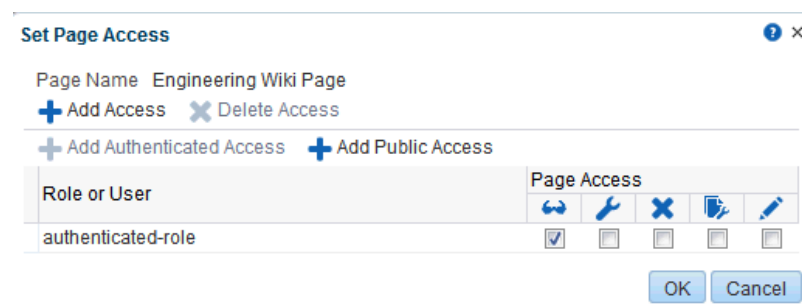 Set Page Access
Page Name Engineering Wiki Page
Add Access Delete Access
Add Authenticated Access Add Public Access
Role or User
Page Access
authenticated-role
OK Cancel